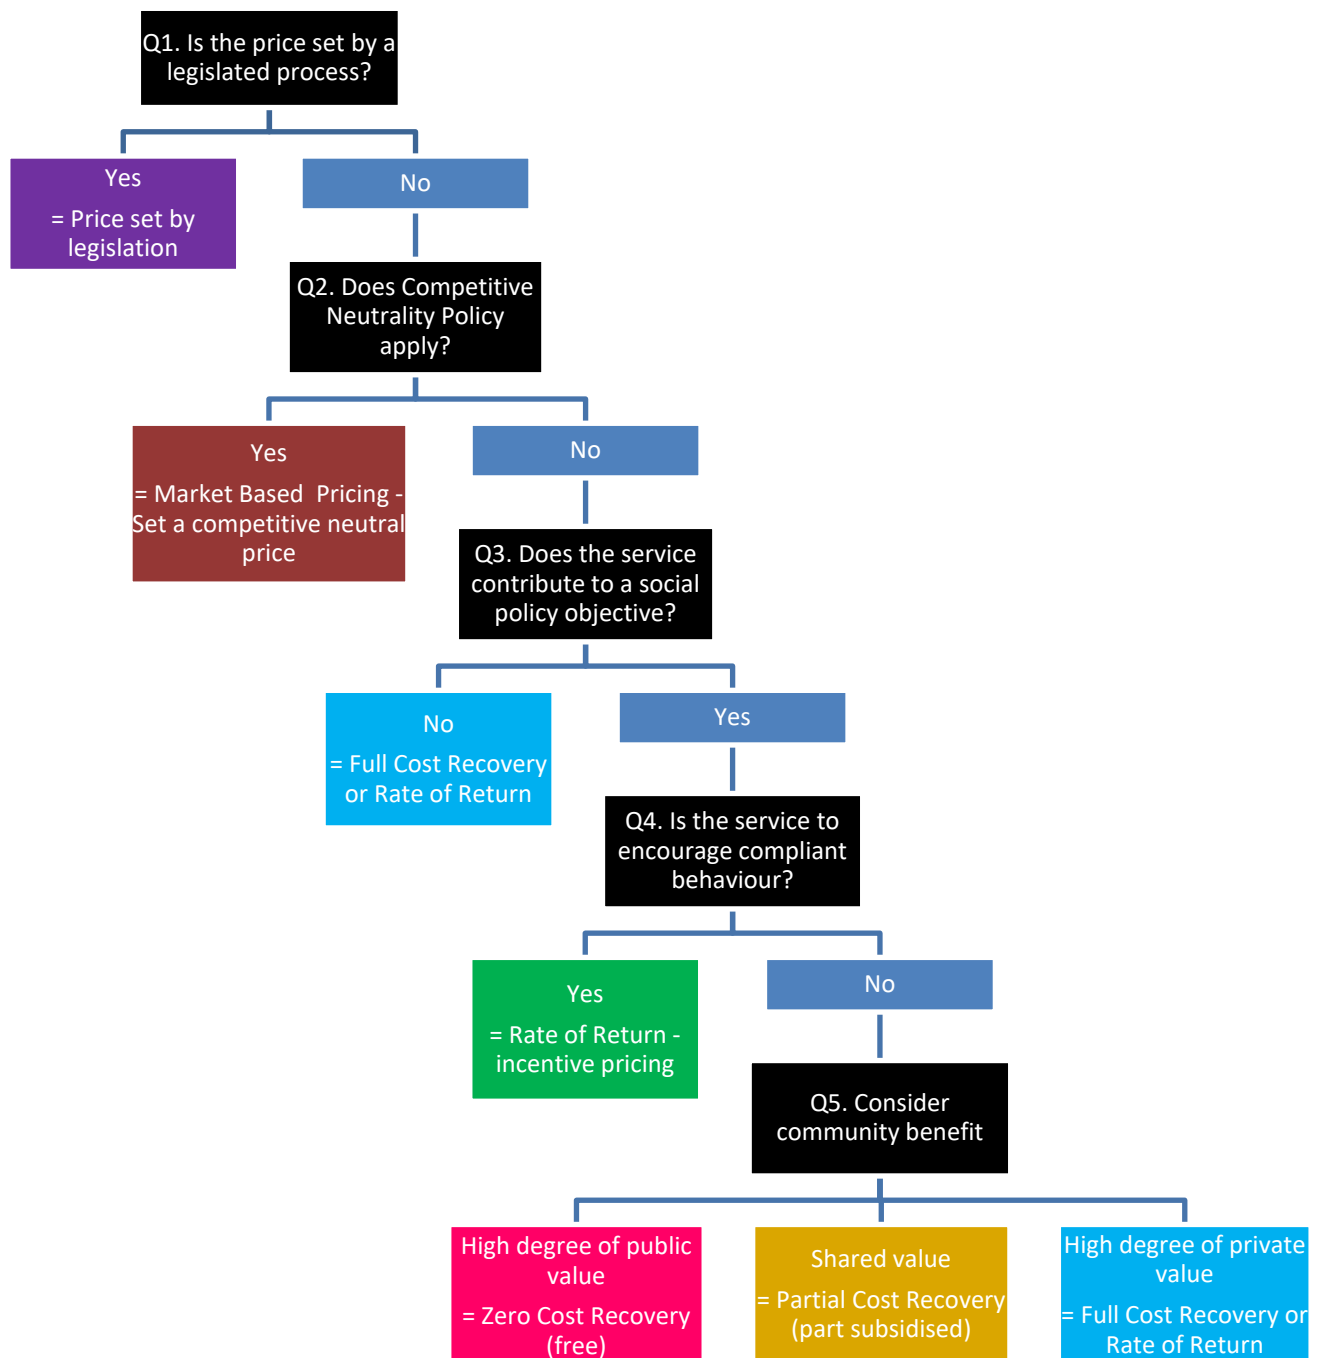 Q1. Is the price set by a
legislated process?
Yes
= Price set by
legislation
No
Q2. Does Competitive
Neutrality Policy
apply?
Yes
= Market Based  Pricing -
Set a competitive neutral
price
No
Q3. Does the service
contribute to a social
policy objective?
No
= Full Cost Recovery
or Rate of Return
Yes
Q4. Is the service to
encourage compliant
behaviour?
Yes
= Rate of Return -
incentive pricing
No
Q5. Consider
community benefit
High degree of public
value
= Zero Cost Recovery
(free)
Shared value
= Partial Cost Recovery
(part subsidised)
High degree of private
value
= Full Cost Recovery or
Rate of Return